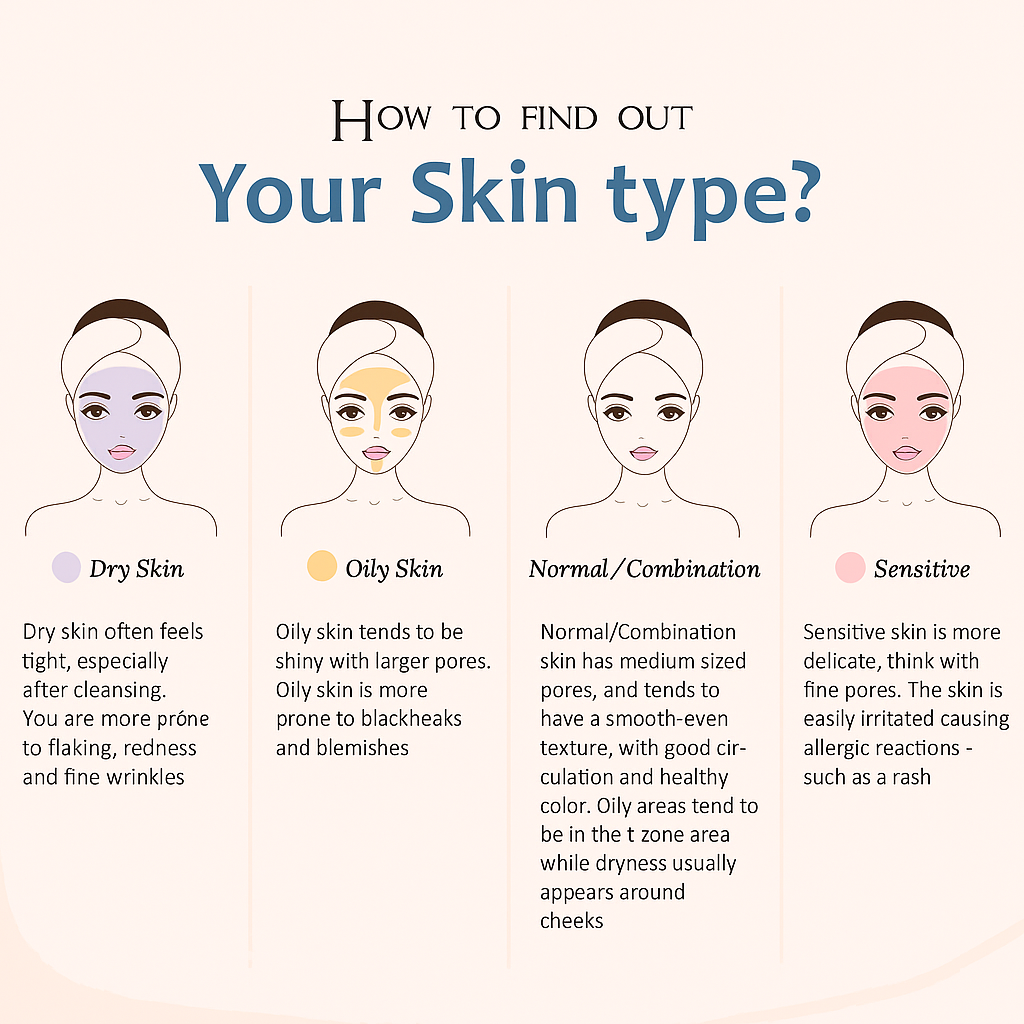 How to find out
Your Skin type?
Dry Skin
Dry skin often feels
tight, especially
after cleansing.
You are more próne
to flaking, redness
and fine wrinkles
Oily Skin
Oily skin tends to be
shiny with larger pores.
Oily skin is more
prone to blackheaks
and blemishes
Normal/Combination
Normal/Combination
skin has medium sized
pores, and tends to
have a smooth-even
texture, with good cir-
culation and healthy
color. Oily areas tend to
be in the t zone area
while dryness usually
appears around
cheeks
Sensitive
Sensitive skin is more
delicate, think with
fine pores. The skin is
easily irritated causing
allergic reactions -
such as a rash